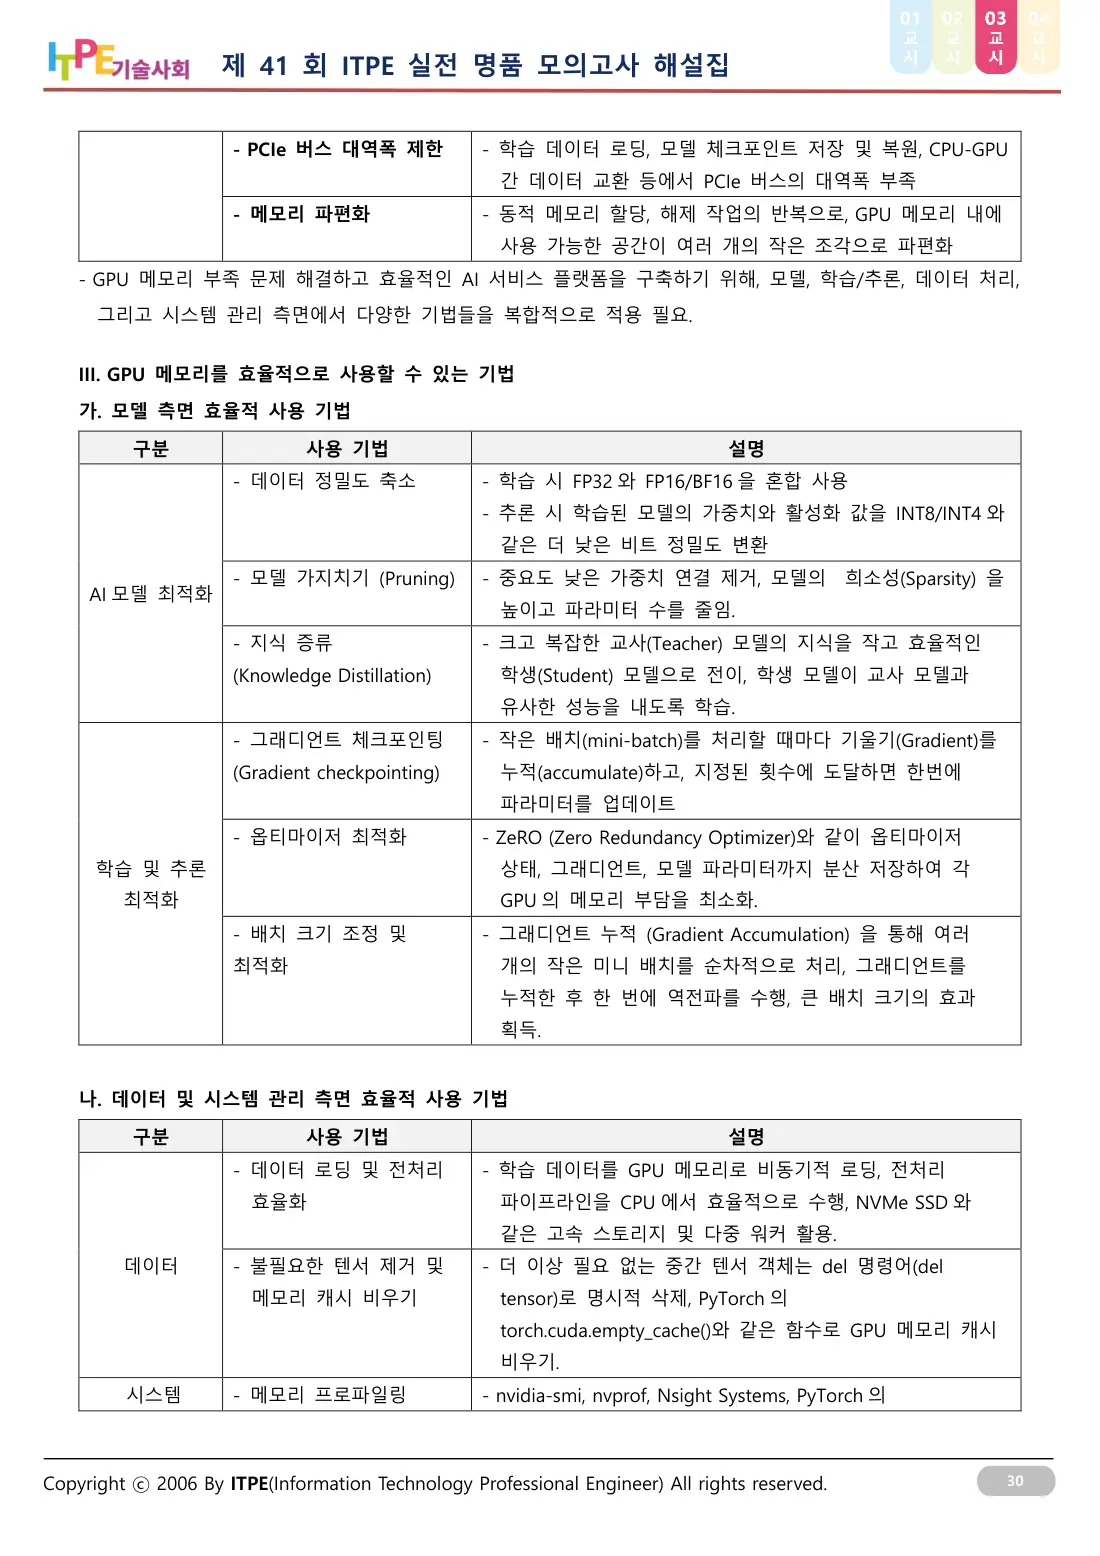 01 교 시
02 교 시
03 교 시
04 교 시
ITPE기술사회 제 41 회 ITPE 실전 명품 모의고사 해설집
- PCIe 버스 대역폭 제한
- 학습 데이터 로딩, 모델 체크포인트 저장 및 복원, CPU-GPU
간 데이터 교환 등에서 PCIe 버스의 대역폭 부족
- 메모리 파편화
- 동적 메모리 할당, 해제 작업의 반복으로, GPU 메모리 내에
사용 가능한 공간이 여러 개의 작은 조각으로 파편화
- GPU 메모리 부족 문제 해결하고 효율적인 AI 서비스 플랫폼을 구축하기 위해, 모델, 학습/추론, 데이터 처리,
그리고 시스템 관리 측면에서 다양한 기법들을 복합적으로 적용 필요.
III. GPU 메모리를 효율적으로 사용할 수 있는 기법
가. 모델 측면 효율적 사용 기법
구분 사용 기법 설명
AI 모델 최적화
- 데이터 정밀도 축소
- 학습 시 FP32 와 FP16/BF16 을 혼합 사용
- 추론 시 학습된 모델의 가중치와 활성화 값을 INT8/INT4 와
같은 더 낮은 비트 정밀도 변환
- 모델 가지치기 (Pruning)
- 중요도 낮은 가중치 연결 제거, 모델의 희소성(Sparsity) 을
높이고 파라미터 수를 줄임.
- 지식 증류
(Knowledge Distillation)
- 크고 복잡한 교사(Teacher) 모델의 지식을 작고 효율적인
학생(Student) 모델으로 전이, 학생 모델이 교사 모델과
유사한 성능을 내도록 학습.
학습 및 추론
최적화
- 그래디언트 체크포인팅
(Gradient checkpointing)
- 작은 배치(mini-batch)를 처리할 때마다 기울기(Gradient)를
누적(accumulate)하고, 지정된 횟수에 도달하면 한번에
파라미터를 업데이트
- 옵티마이저 최적화
- ZeRO (Zero Redundancy Optimizer)와 같이 옵티마이저
상태, 그래디언트, 모델 파라미터까지 분산 저장하여 각
GPU 의 메모리 부담을 최소화.
- 배치 크기 조정 및
최적화
- 그래디언트 누적 (Gradient Accumulation) 을 통해 여러
개의 작은 미니 배치를 순차적으로 처리, 그래디언트를
누적한 후 한 번에 역전파를 수행, 큰 배치 크기의 효과
획득.
나. 데이터 및 시스템 관리 측면 효율적 사용 기법
구분 사용 기법 설명
데이터
- 데이터 로딩 및 전처리
효율화
- 학습 데이터를 GPU 메모리로 비동기적 로딩, 전처리
파이프라인을 CPU 에서 효율적으로 수행, NVMe SSD 와
같은 고속 스토리지 및 다중 워커 활용.
- 불필요한 텐서 제거 및
메모리 캐시 비우기
- 더 이상 필요 없는 중간 텐서 객체는 del 명령어(del
tensor)로 명시적 삭제, PyTorch 의
torch.cuda.empty_cache()와 같은 함수로 GPU 메모리 캐시
비우기.
시스템
- 메모리 프로파일링
- nvidia-smi, nvprof, Nsight Systems, PyTorch 의
Copyright ⓒ 2006 By ITPE(Information Technology Professional Engineer) All rights reserved.
30